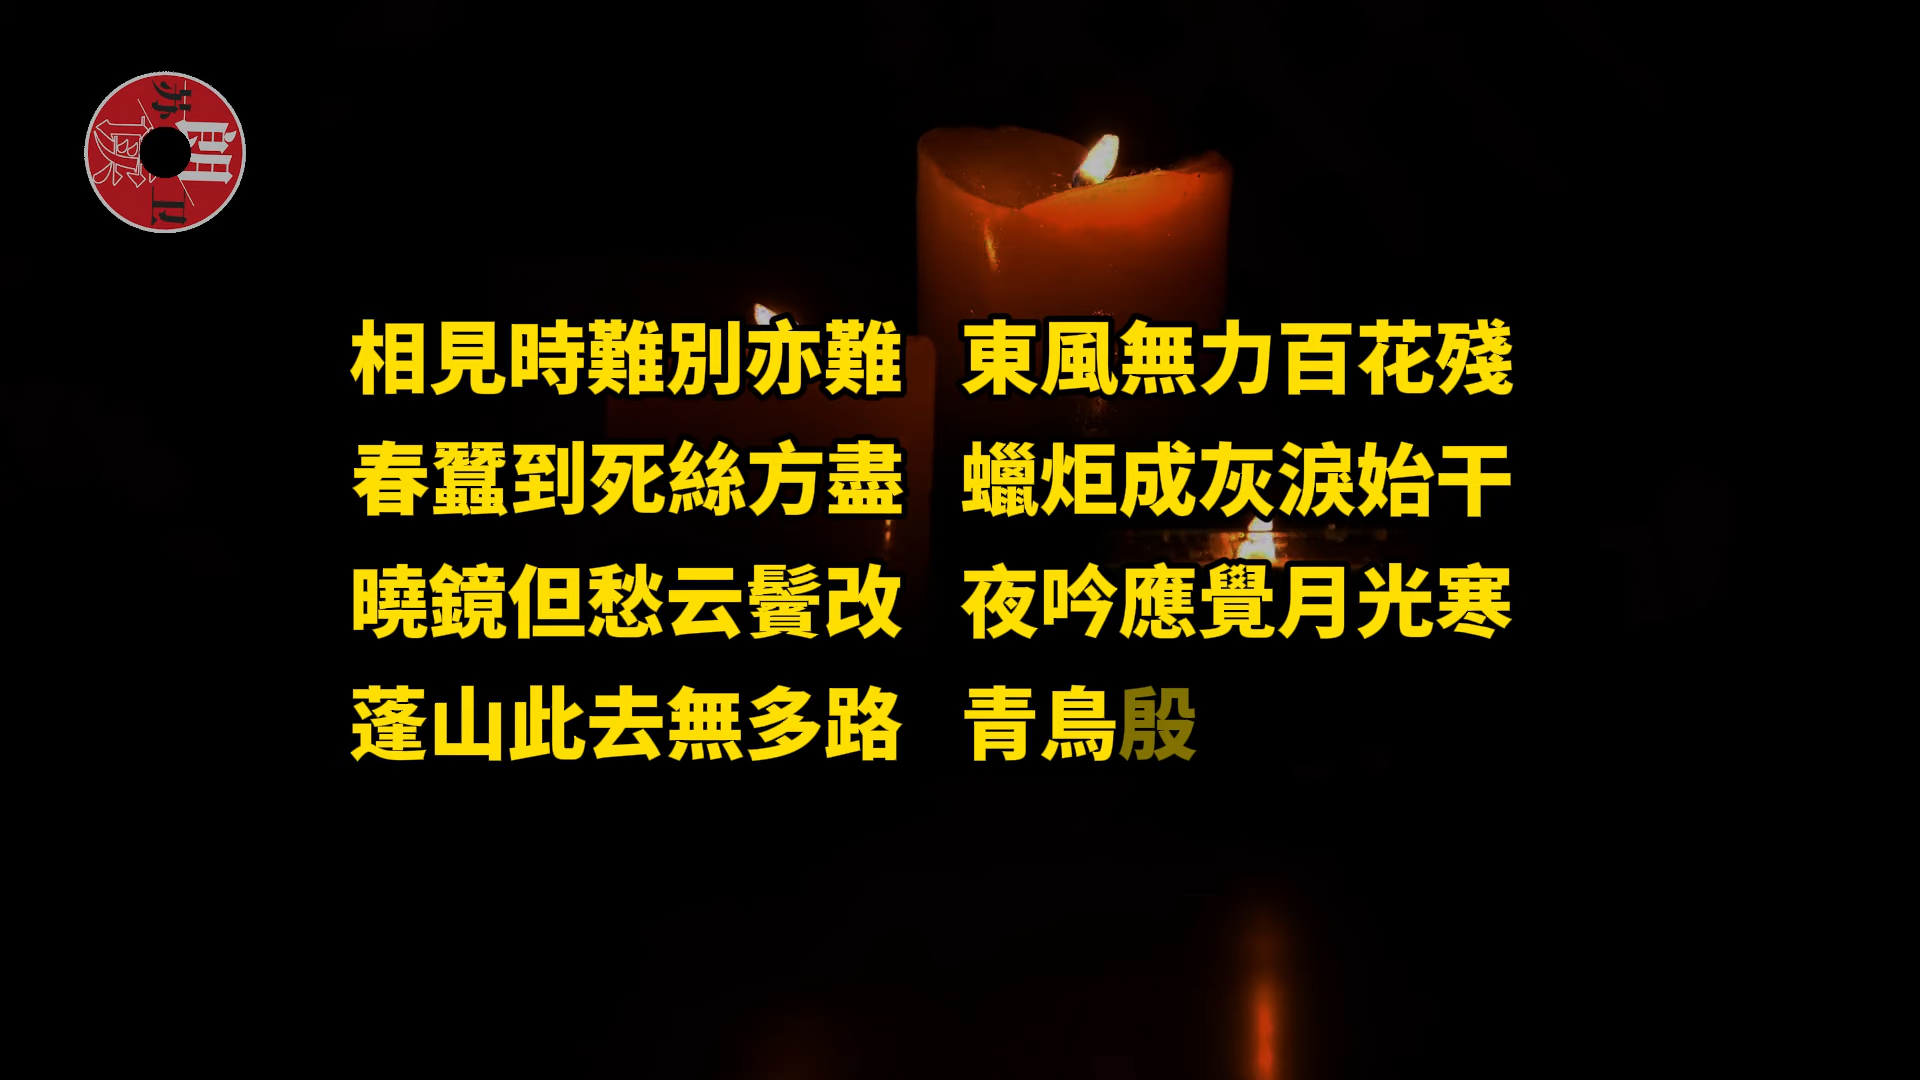 相見時難別亦難 東風無力百花殘
春蠶到死絲方盡 蠟炬成灰淚始干
曉鏡但愁云鬢改 夜吟應覺月光寒
蓬山此去無多路 青鳥殷